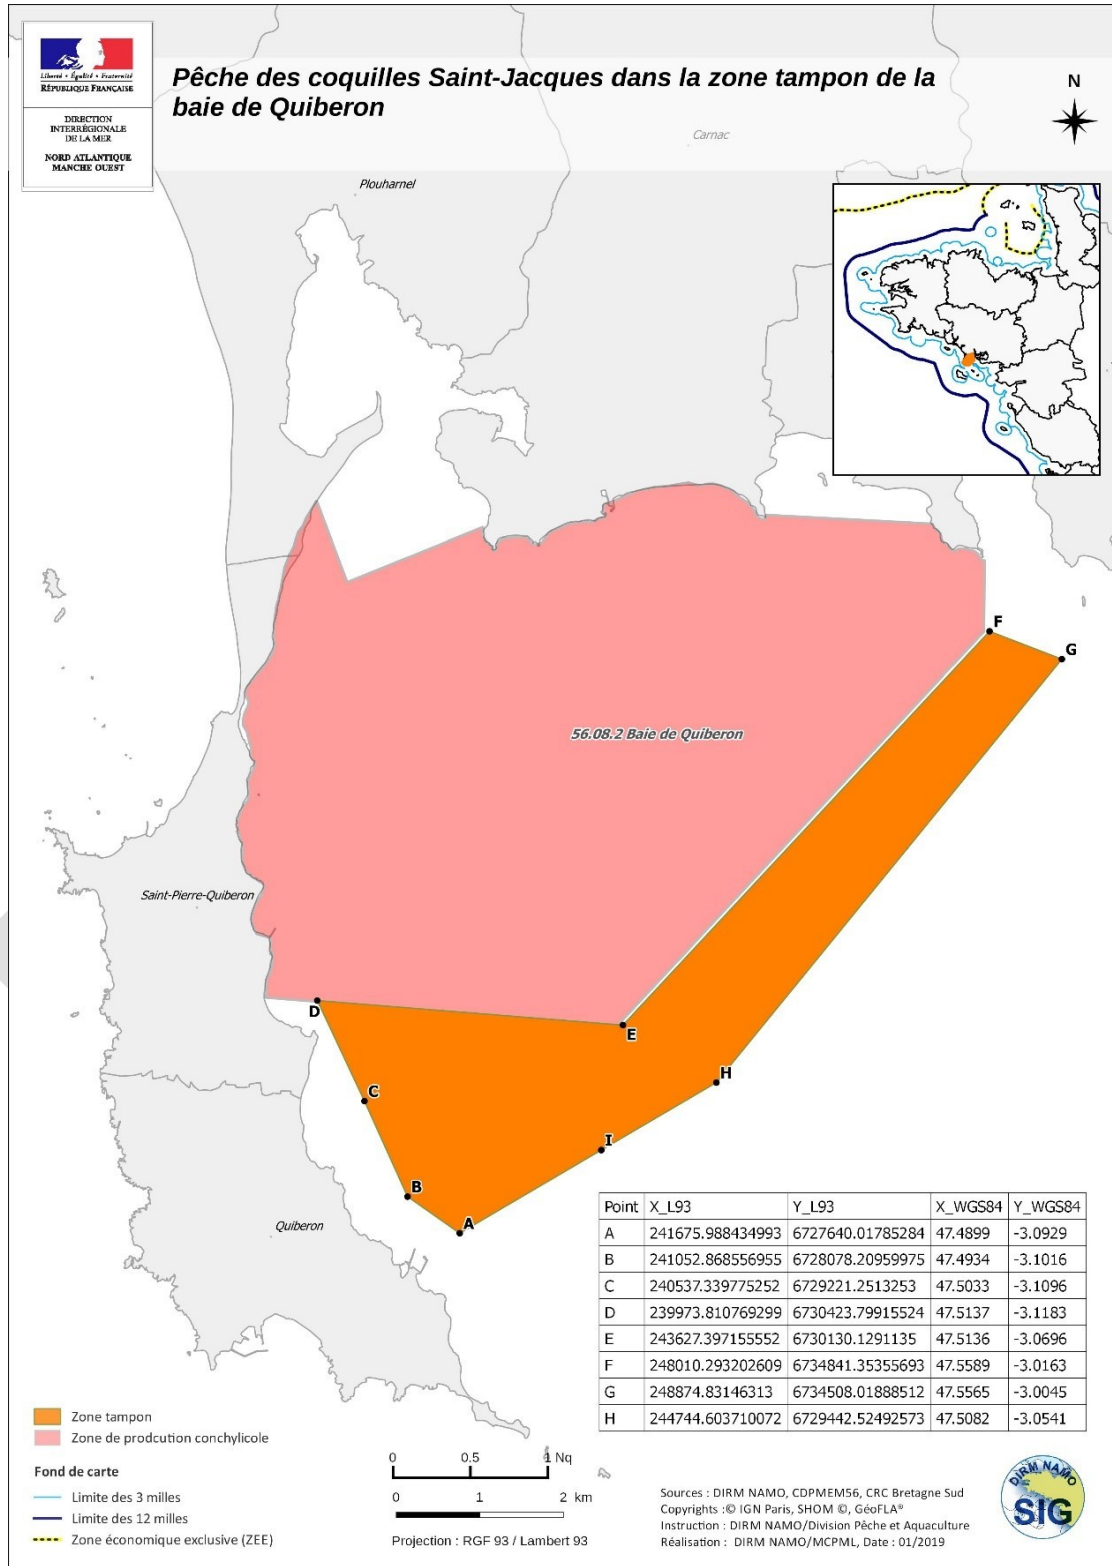 Liberté • Égalité • Fraternité
RÉPUBLIQUE FRANÇAISE
DIRECTION
INTERRÉGIONALE
DE LA MER
NORD ATLANTIQUE
MANCHE OUEST
Pêche des coquilles Saint-Jacques dans la zone tampon de la
baie de Quiberon
N
Carnac
Plouharnel
F
G
56.08.2 Baie de Quiberon
Saint-Pierre-Quiberon
D
E
H
C
I
B
A
Quiberon
Point X_L93 Y_L93 X_WGS84 Y_WGS84
A 241675.988434993 6727640.01785284 47.4899 -3.0929
B 241052.868556955 6728078.20959975 47.4934 -3.1016
C 240537.339775252 6729221.2513253 47.5033 -3.1096
D 239973.810769299 6730423.79915524 47.5137 -3.1183
E 243627.397155552 6730130.1291135 47.5136 -3.0696
F 248010.293202609 6734841.35355693 47.5589 -3.0163
G 248874.83146313 6734508.01888512 47.5565 -3.0045
H 244744.603710072 6729442.52492573 47.5082 -3.0541
Zone tampon
Zone de prodcution conchylicole
Fond de carte
Limite des 3 milles
Limite des 12 milles
Zone économique exclusive (ZEE)
0 0.5 1 Nq
0 1 2 km
Projection : RGF 93 / Lambert 93
Sources : DIRM NAMO, CDPMEM56, CRC Bretagne Sud
Copyrights :© IGN Paris, SHOM ©, GéoFLA®
Instruction : DIRM NAMO/Division Pêche et Aquaculture
Réalisation : DIRM NAMO/MCPML, Date : 01/2019
DIRM NAMO
SIG